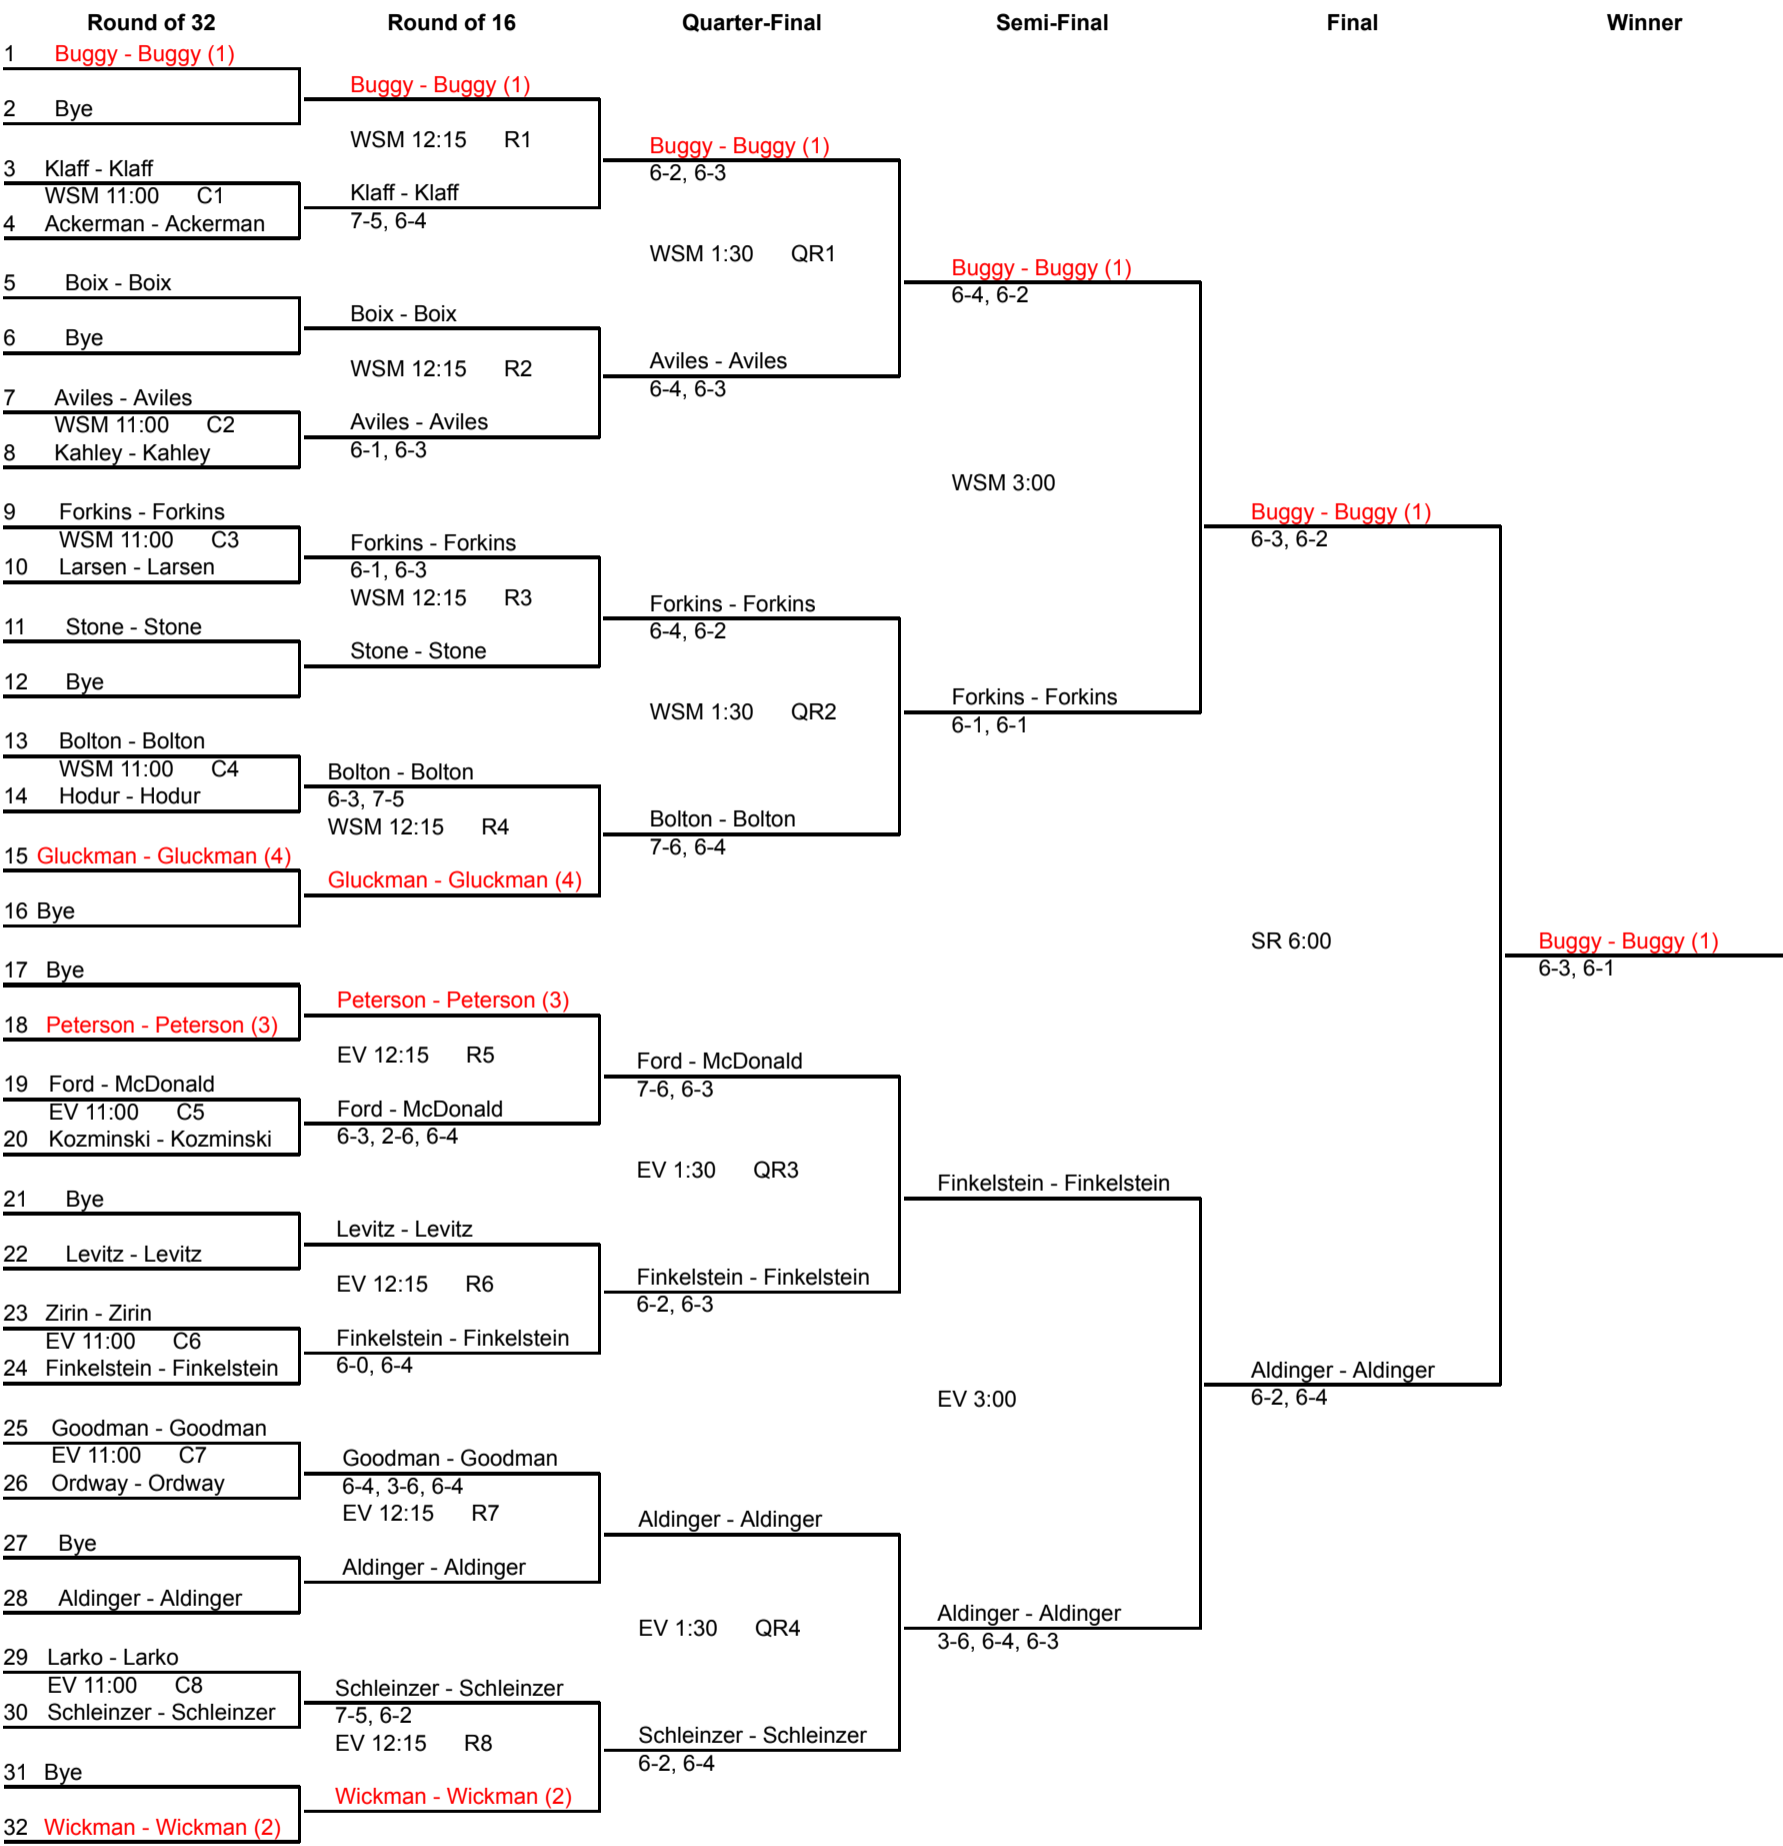 Round of 32
Round of 16
Quarter-Final
Semi-Final
Final
Winner
1 Buggy - Buggy (1)
2 Bye
3 Klaff - Klaff
WSM 11:00 C1
4 Ackerman - Ackerman
5 Boix - Boix
6 Bye
7 Aviles - Aviles
WSM 11:00 C2
8 Kahley - Kahley
9 Forkins - Forkins
WSM 11:00 C3
10 Larsen - Larsen
11 Stone - Stone
12 Bye
13 Bolton - Bolton
WSM 11:00 C4
14 Hodur - Hodur
15 Gluckman - Gluckman (4)
16 Bye
17 Bye
18 Peterson - Peterson (3)
19 Ford - McDonald
EV 11:00 C5
20 Kozminski - Kozminski
21 Bye
22 Levitz - Levitz
23 Zirin - Zirin
EV 11:00 C6
24 Finkelstein - Finkelstein
25 Goodman - Goodman
EV 11:00 C7
26 Ordway - Ordway
27 Bye
28 Aldinger - Aldinger
29 Larko - Larko
EV 11:00 C8
30 Schleinzer - Schleinzer
31 Bye
32 Wickman - Wickman (2)
Buggy - Buggy (1)
WSM 12:15 R1
Klaff - Klaff
7-5, 6-4
Boix - Boix
WSM 12:15 R2
Aviles - Aviles
6-1, 6-3
Forkins - Forkins
6-1, 6-3
WSM 12:15 R3
Stone - Stone
Bolton - Bolton
6-3, 7-5
WSM 12:15 R4
Gluckman - Gluckman (4)
Peterson - Peterson (3)
EV 12:15 R5
Ford - McDonald
6-3, 2-6, 6-4
Levitz - Levitz
EV 12:15 R6
Finkelstein - Finkelstein
6-0, 6-4
Goodman - Goodman
6-4, 3-6, 6-4
EV 12:15 R7
Aldinger - Aldinger
Schleinzer - Schleinzer
7-5, 6-2
EV 12:15 R8
Wickman - Wickman (2)
Buggy - Buggy (1)
6-2, 6-3
WSM 1:30 QR1
Aviles - Aviles
6-4, 6-3
Forkins - Forkins
6-4, 6-2
WSM 1:30 QR2
Bolton - Bolton
7-6, 6-4
Ford - McDonald
7-6, 6-3
EV 1:30 QR3
Finkelstein - Finkelstein
6-2, 6-3
Aldinger - Aldinger
EV 1:30 QR4
Schleinzer - Schleinzer
6-2, 6-4
Buggy - Buggy (1)
6-4, 6-2
WSM 3:00
Forkins - Forkins
6-1, 6-1
Finkelstein - Finkelstein
EV 3:00
Aldinger - Aldinger
3-6, 6-4, 6-3
Buggy - Buggy (1)
6-3, 6-2
SR 6:00
Aldinger - Aldinger
6-2, 6-4
Buggy - Buggy (1)
6-3, 6-1